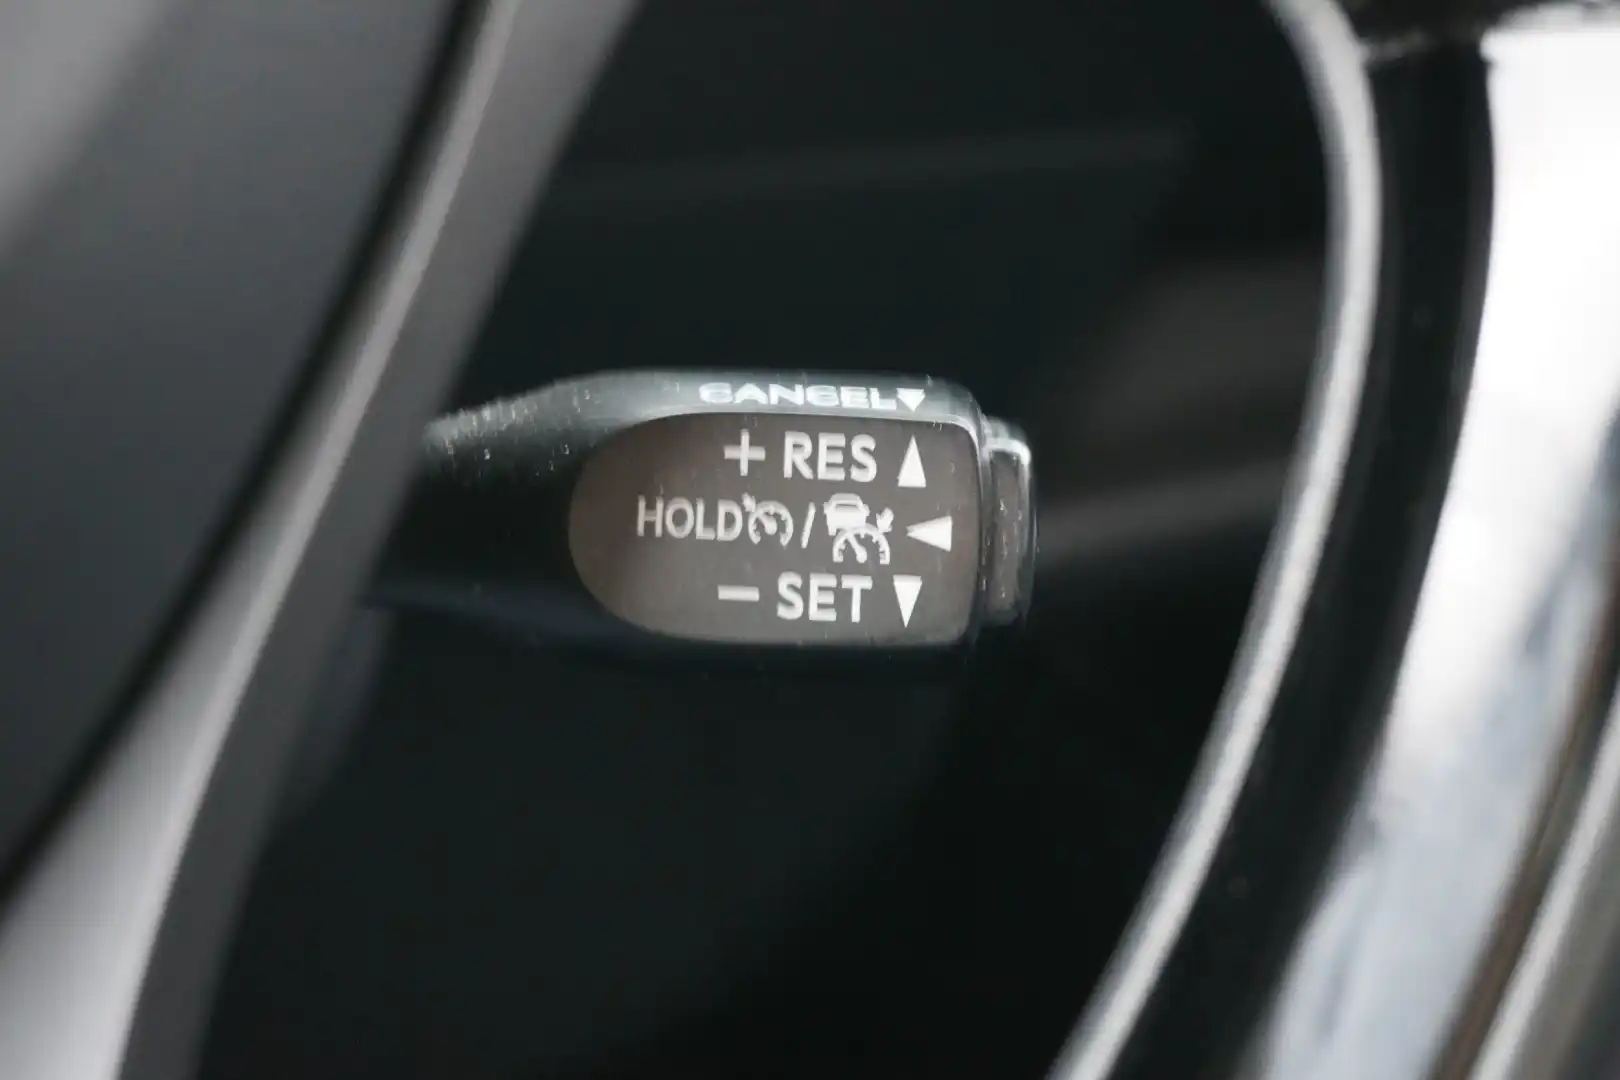 CANCEL▼
+ RES ▲
HOLD / ◀
− SET ▼